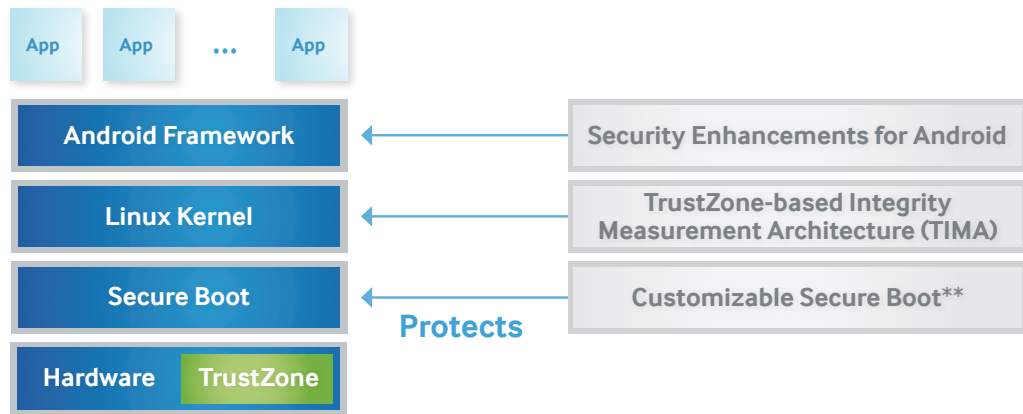 App
App
...
App
Android Framework
Security Enhancements for Android
Linux Kernel
TrustZone-based Integrity
Measurement Architecture (TIMA)
Secure Boot
Customizable Secure Boot**
Protects
Hardware
TrustZone